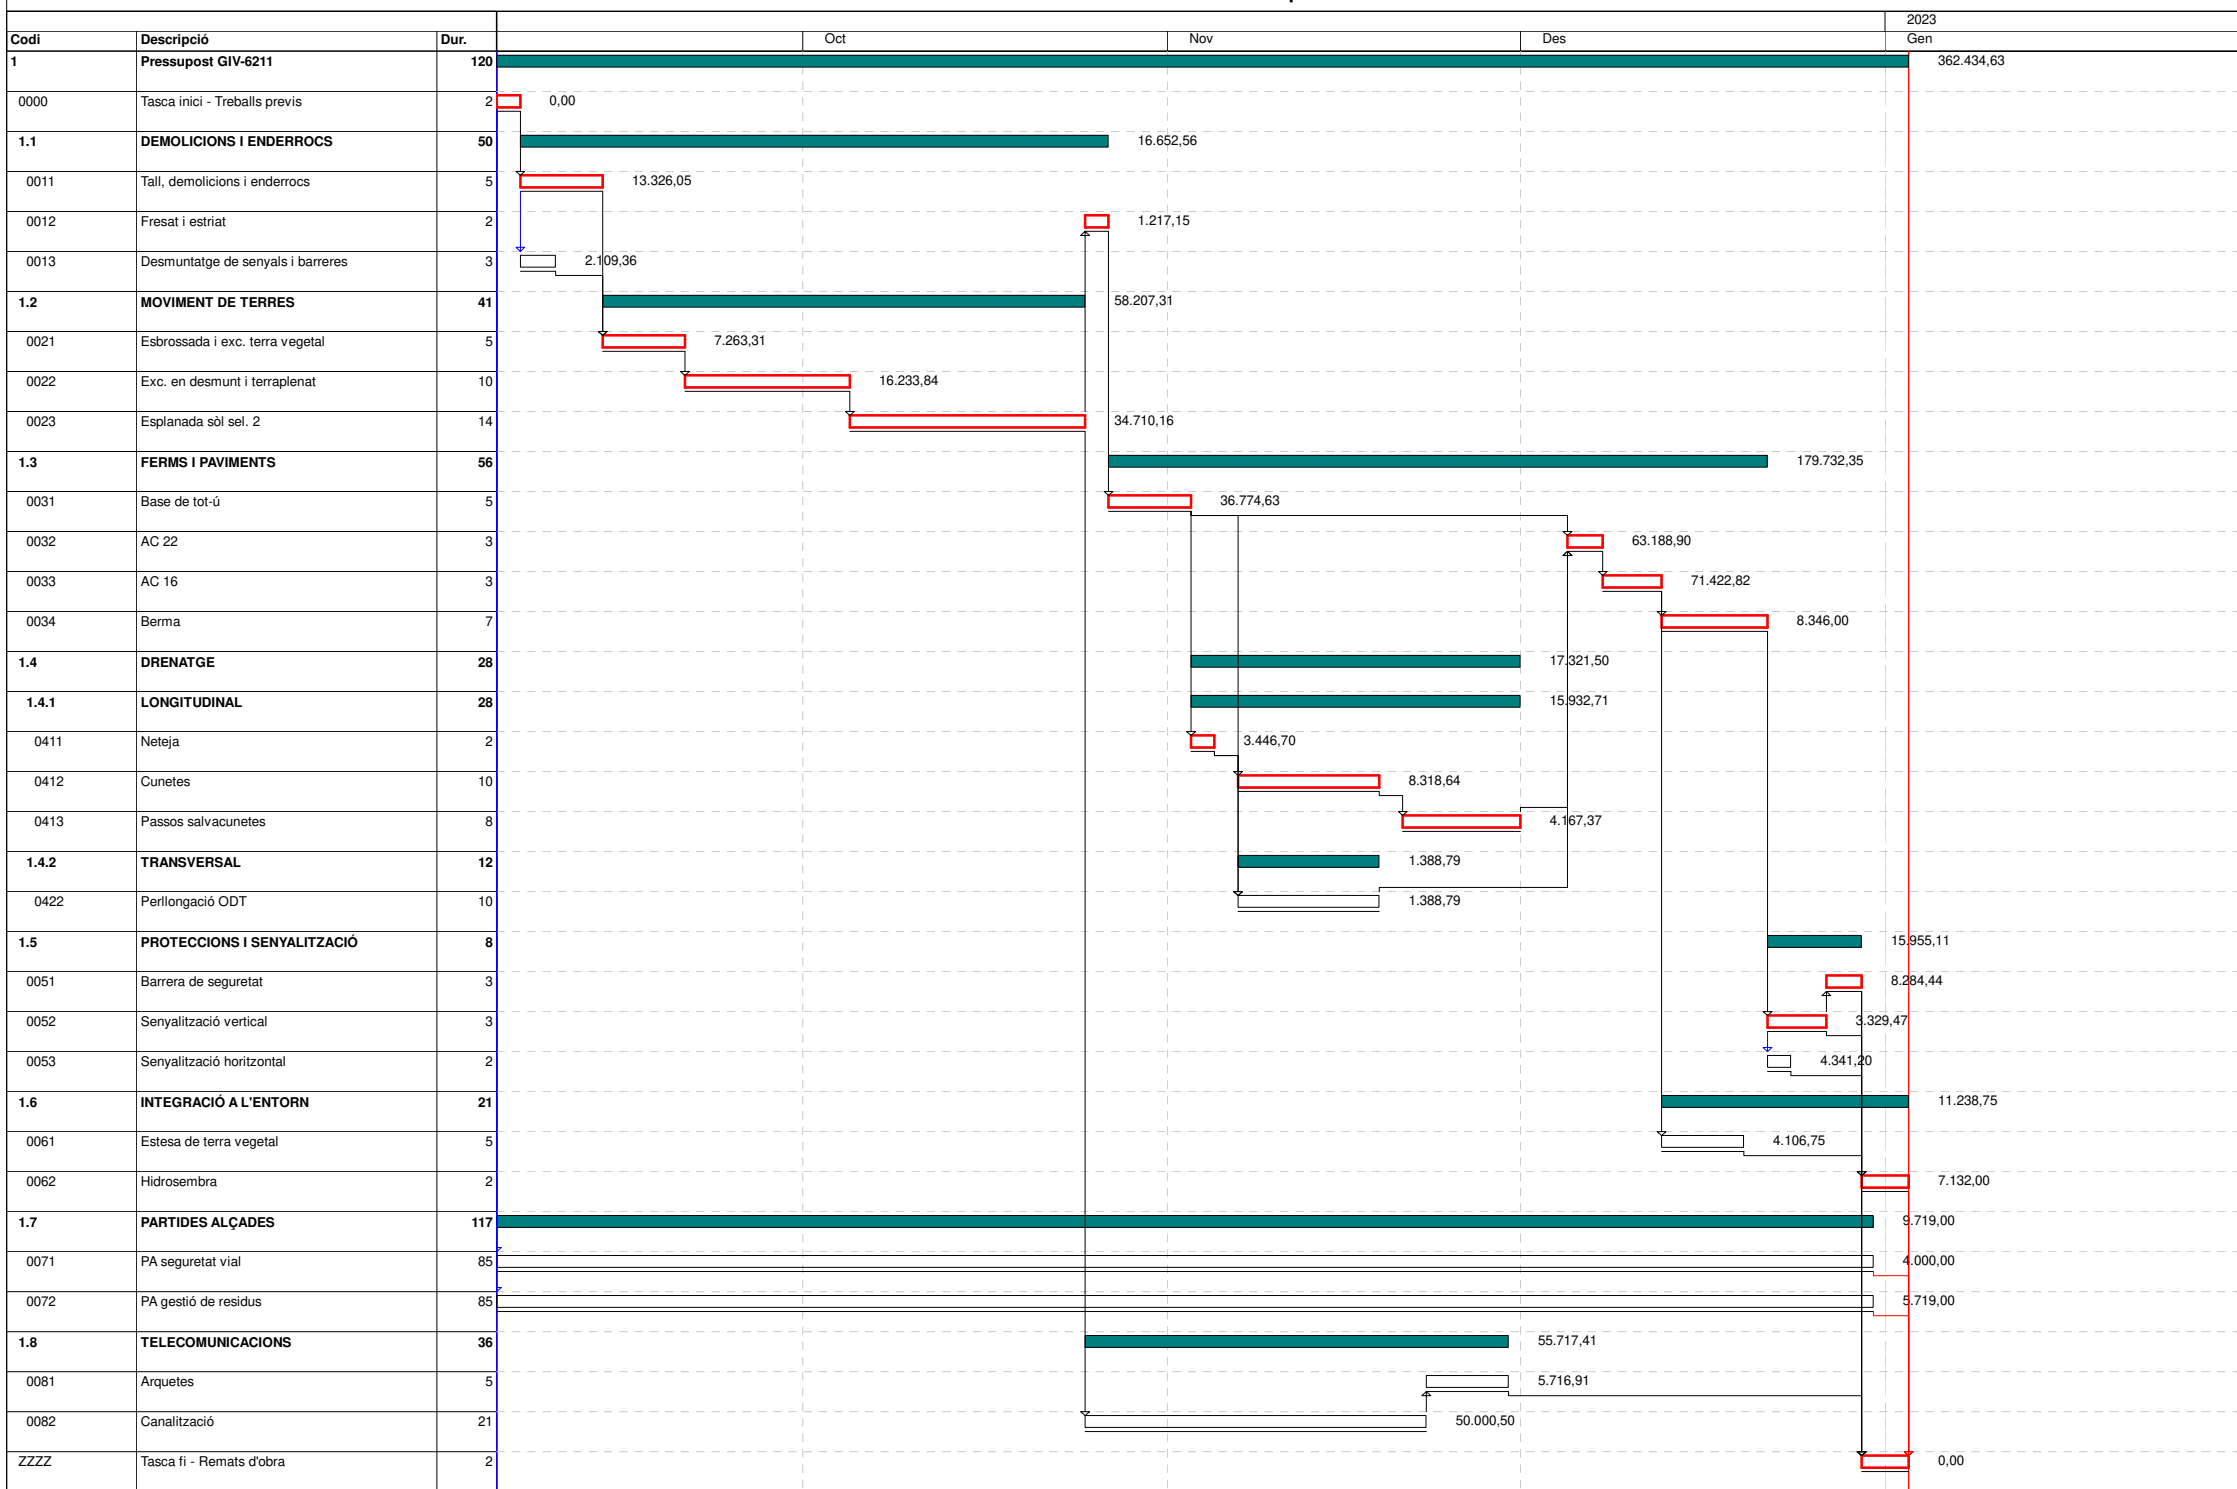 2023
Codi Descripció Dur. Oct Nov Des Gen
1 Pressupost GIV-6211 120 362.434,63
0000 Tasca inici - Treballs previs 2 0,00
1.1 DEMOLICIONS I ENDERROCS 50 16.652,56
0011 Tall, demolicions i enderrocs 5 13.326,05
0012 Fresat i estriat 2 1.217,15
0013 Desmuntatge de senyals i barreres 3 2.109,36
1.2 MOVIMENT DE TERRES 41 58.207,31
0021 Esbrossada i exc. terra vegetal 5 7.263,31
0022 Exc. en desmunt i terraplenat 10 16.233,84
0023 Esplanada sòl sel. 2 14 34.710,16
1.3 FERMS I PAVIMENTS 56 179.732,35
0031 Base de tot-ú 5 36.774,63
0032 AC 22 3 63.188,90
0033 AC 16 3 71.422,82
0034 Berma 7 8.346,00
1.4 DRENATGE 28 17.321,50
1.4.1 LONGITUDINAL 28 15.932,71
0411 Neteja 2 3.446,70
0412 Cunetes 10 8.318,64
0413 Passos salvacunetes 8 4.167,37
1.4.2 TRANSVERSAL 12 1.388,79
0422 Perllongació ODT 10 1.388,79
1.5 PROTECCIONS I SENYALITZACIÓ 8 15.955,11
0051 Barrera de seguretat 3 8.284,44
0052 Senyalització vertical 3 3.329,47
0053 Senyalització horitzontal 2 4.341,20
1.6 INTEGRACIÓ A L'ENTORN 21 11.238,75
0061 Estesa de terra vegetal 5 4.106,75
0062 Hidrosembra 2 7.132,00
1.7 PARTIDES ALÇADES 117 9.719,00
0071 PA seguretat vial 85 4.000,00
0072 PA gestió de residus 85 5.719,00
1.8 TELECOMUNICACIONS 36 55.717,41
0081 Arquetes 5 5.716,91
0082 Canalització 21 50.000,50
ZZZZ Tasca fi - Remats d'obra 2 0,00